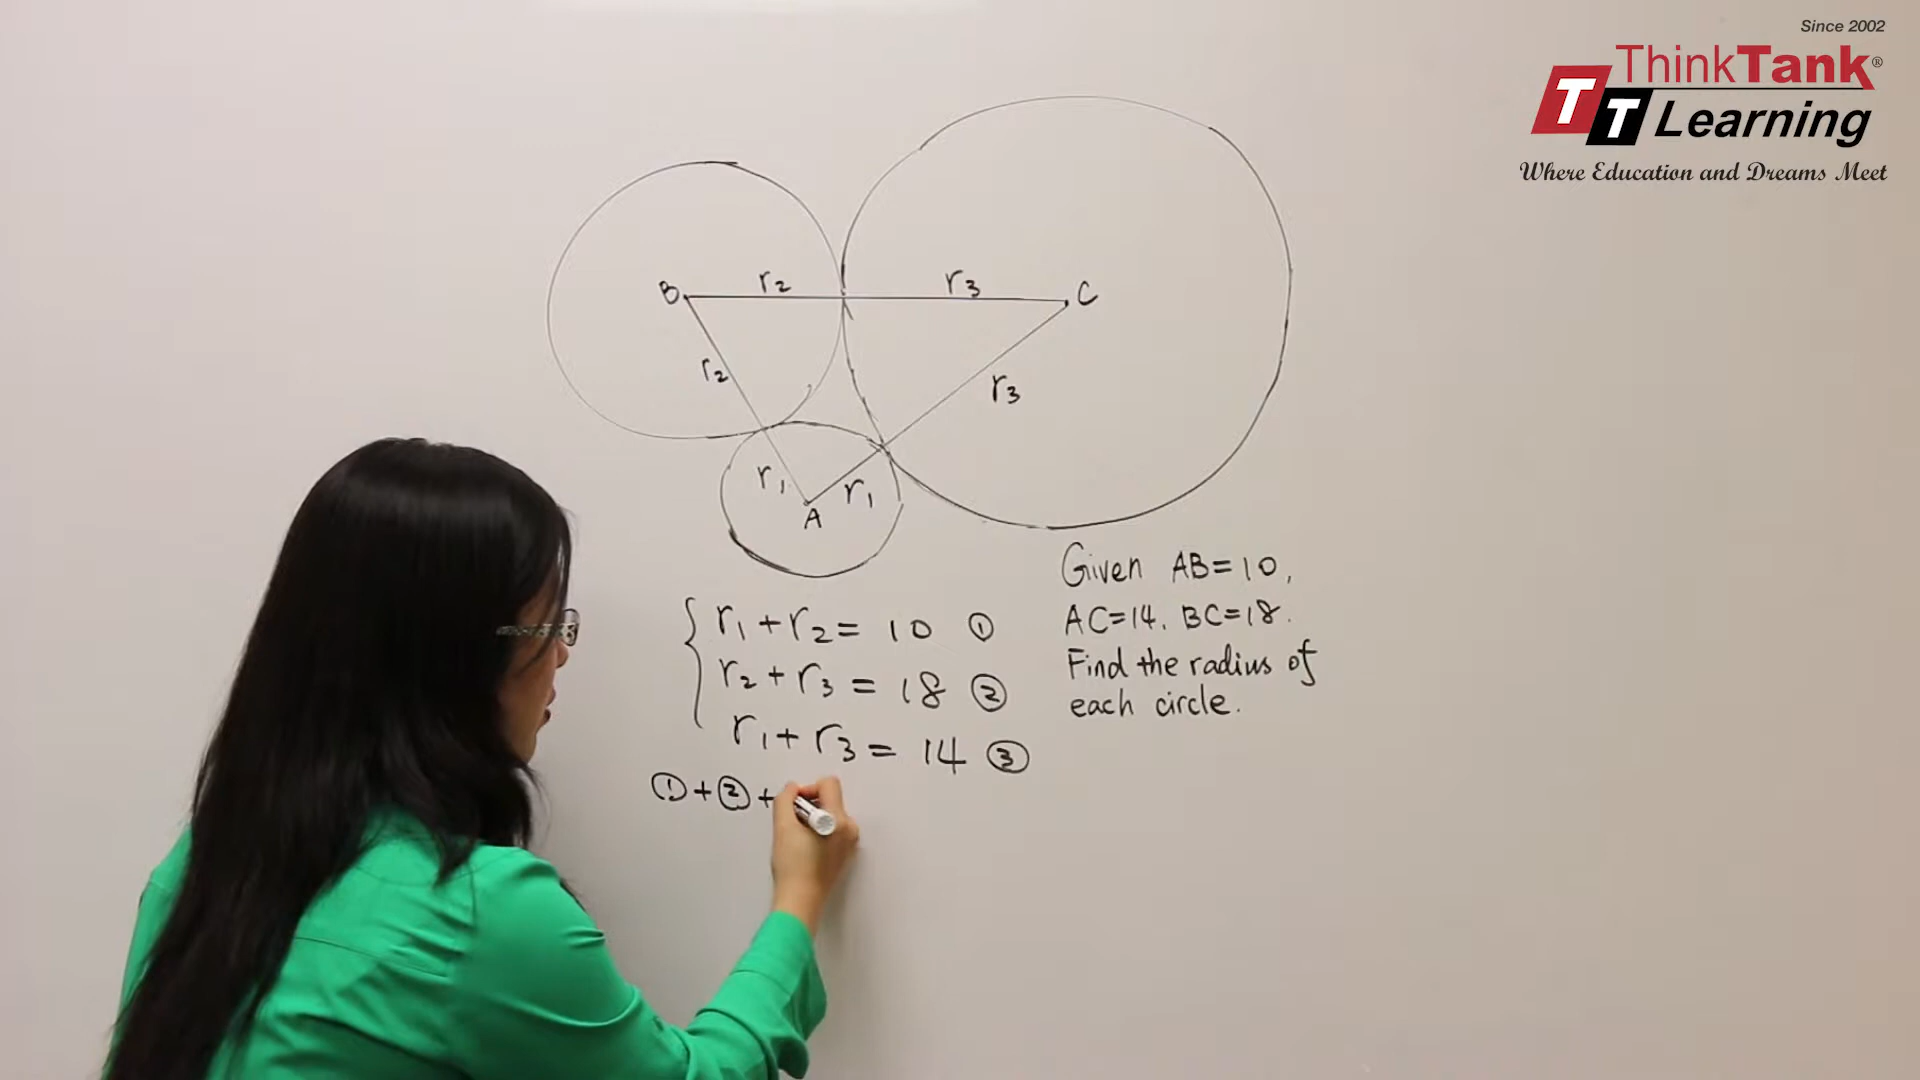 Since 2002
ThinkTank®
TT Learning
Where Education and Dreams Meet
B r₂ r₃ C
r₂ r₃
r₁ r₁
A
Given AB=10,
AC=14, BC=18.
Find the radius of
each circle.
r₁+r₂= 10 ①
r₂+r₃ = 18 ②
r₁+r₃ = 14 ③
①+②+